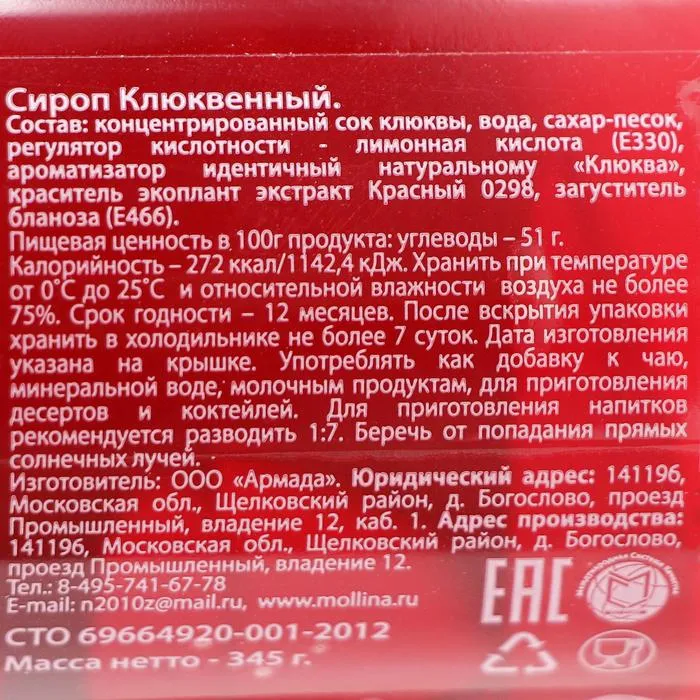 Сироп Клюквенный.
Состав: концентрированный сок клюквы, вода, сахар-песок,
регулятор кислотности - лимонная кислота (Е330),
ароматизатор идентичный натуральному «Клюква»,
краситель экоплант экстракт Красный 0298, загуститель
бланоза (Е466).
Пищевая ценность в 100г продукта: углеводы – 51 г.
Калорийность – 272 ккал/1142,4 кДж. Хранить при температуре
от 0˚С до 25˚С и относительной влажности воздуха не более
75%. Срок годности – 12 месяцев. После вскрытия упаковки
хранить в холодильнике не более 7 суток. Дата изготовления
указана на крышке. Употреблять как добавку к чаю,
минеральной воде, молочным продуктам, для приготовления
десертов и коктейлей. Для приготовления напитков
рекомендуется разводить 1:7. Беречь от попадания прямых
солнечных лучей.
Изготовитель: ООО «Армада». Юридический адрес: 141196,
Московская обл., Щелковский район, д. Богослово, проезд
Промышленный, владение 12, каб. 1. Адрес производства:
141196, Московская обл., Щелковский район, д. Богослово,
проезд Промышленный, владение 12.
Тел.: 8-495-741-67-78
E-mail: n2010z@mail.ru, www.mollina.ru
СТО 69664920-001-2012
Масса нетто - 345 г.
EAC